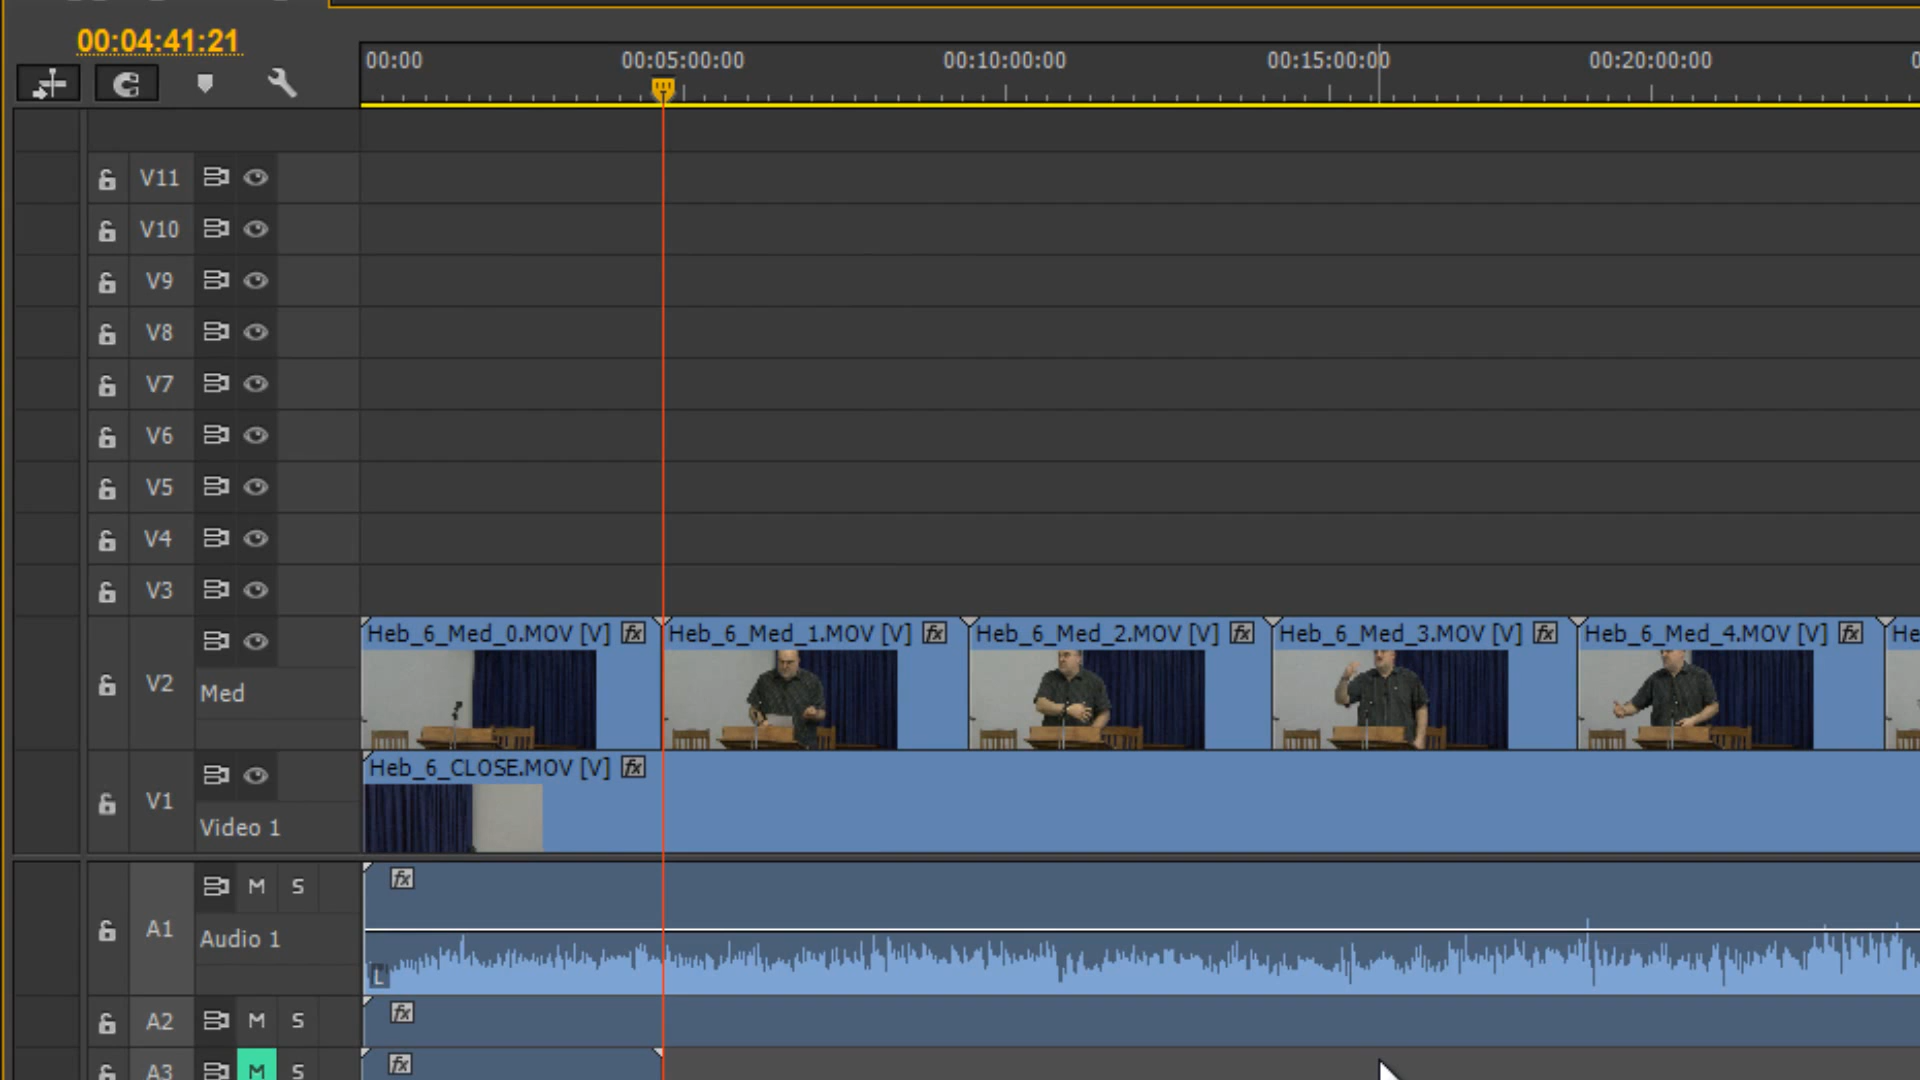 00:04:41:21
00:00 00:05:00:00 00:10:00:00 00:15:00:00 00:20:00:00
V11
V10
V9
V8
V7
V6
V5
V4
V3
Heb_6_Med_0.MOV [V] fx Heb_6_Med_1.MOV [V] fx Heb_6_Med_2.MOV [V] fx Heb_6_Med_3.MOV [V] fx Heb_6_Med_4.MOV [V] fx He
V2
Med
Heb_6_CLOSE.MOV [V] fx
V1
Video 1
M S fx
A1
Audio 1
L
A2 M S fx
A3 M S fx